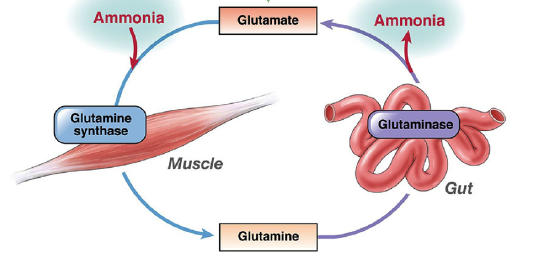 Ammonia
Glutamate
Ammonia
Glutamine
synthase
Glutaminase
Muscle
Gut
Glutamine